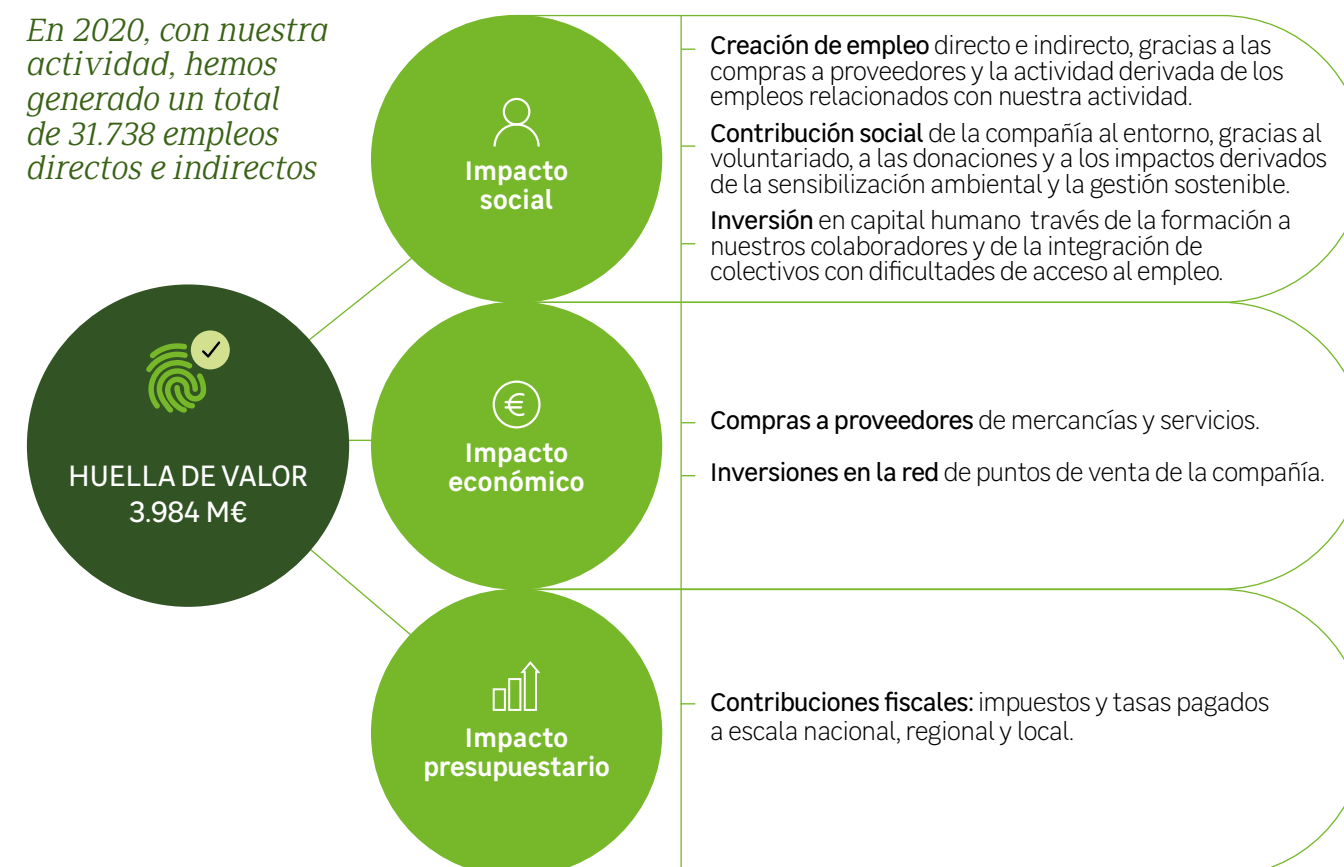 En 2020, con nuestra
actividad, hemos
generado un total
de 31.738 empleos
directos e indirectos
HUELLA DE VALOR
3.984 M€
Impacto
social
Creación de empleo directo e indirecto, gracias a las
compras a proveedores y la actividad derivada de los
empleos relacionados con nuestra actividad.
Contribución social de la compañía al entorno, gracias al
voluntariado, a las donaciones y a los impactos derivados
de la sensibilización ambiental y la gestión sostenible.
Inversión en capital humano través de la formación a
nuestros colaboradores y de la integración de
colectivos con dificultades de acceso al empleo.
€
Impacto
económico
Compras a proveedores de mercancías y servicios.
Inversiones en la red de puntos de venta de la compañía.
Impacto
presupuestario
Contribuciones fiscales: impuestos y tasas pagados
a escala nacional, regional y local.